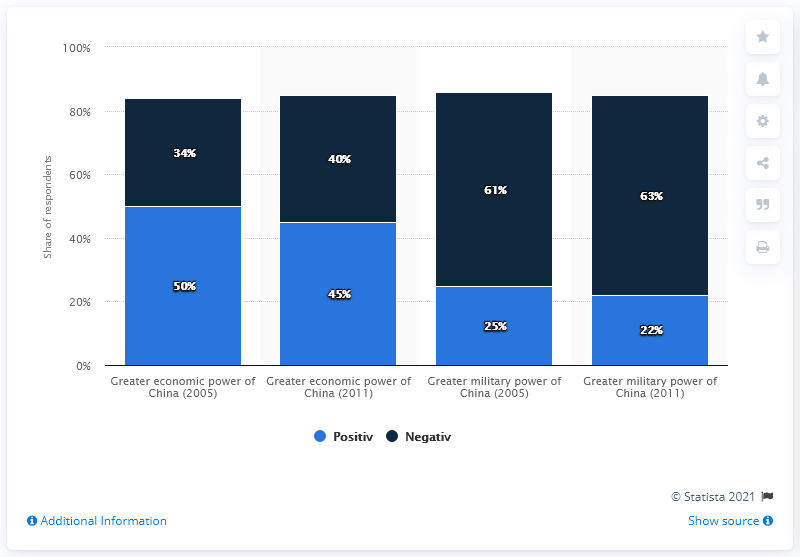 100%
80%
60%
40%
20%
0%
Share of respondents
34%
40%
61%
63%
50%
45%
25%
22%
Greater economic power of
China (2005)
Greater economic power of
China (2011)
Greater military power of
China (2005)
Greater military power of
China (2011)
Positiv
Negativ
© Statista 2021
Additional Information
Show source